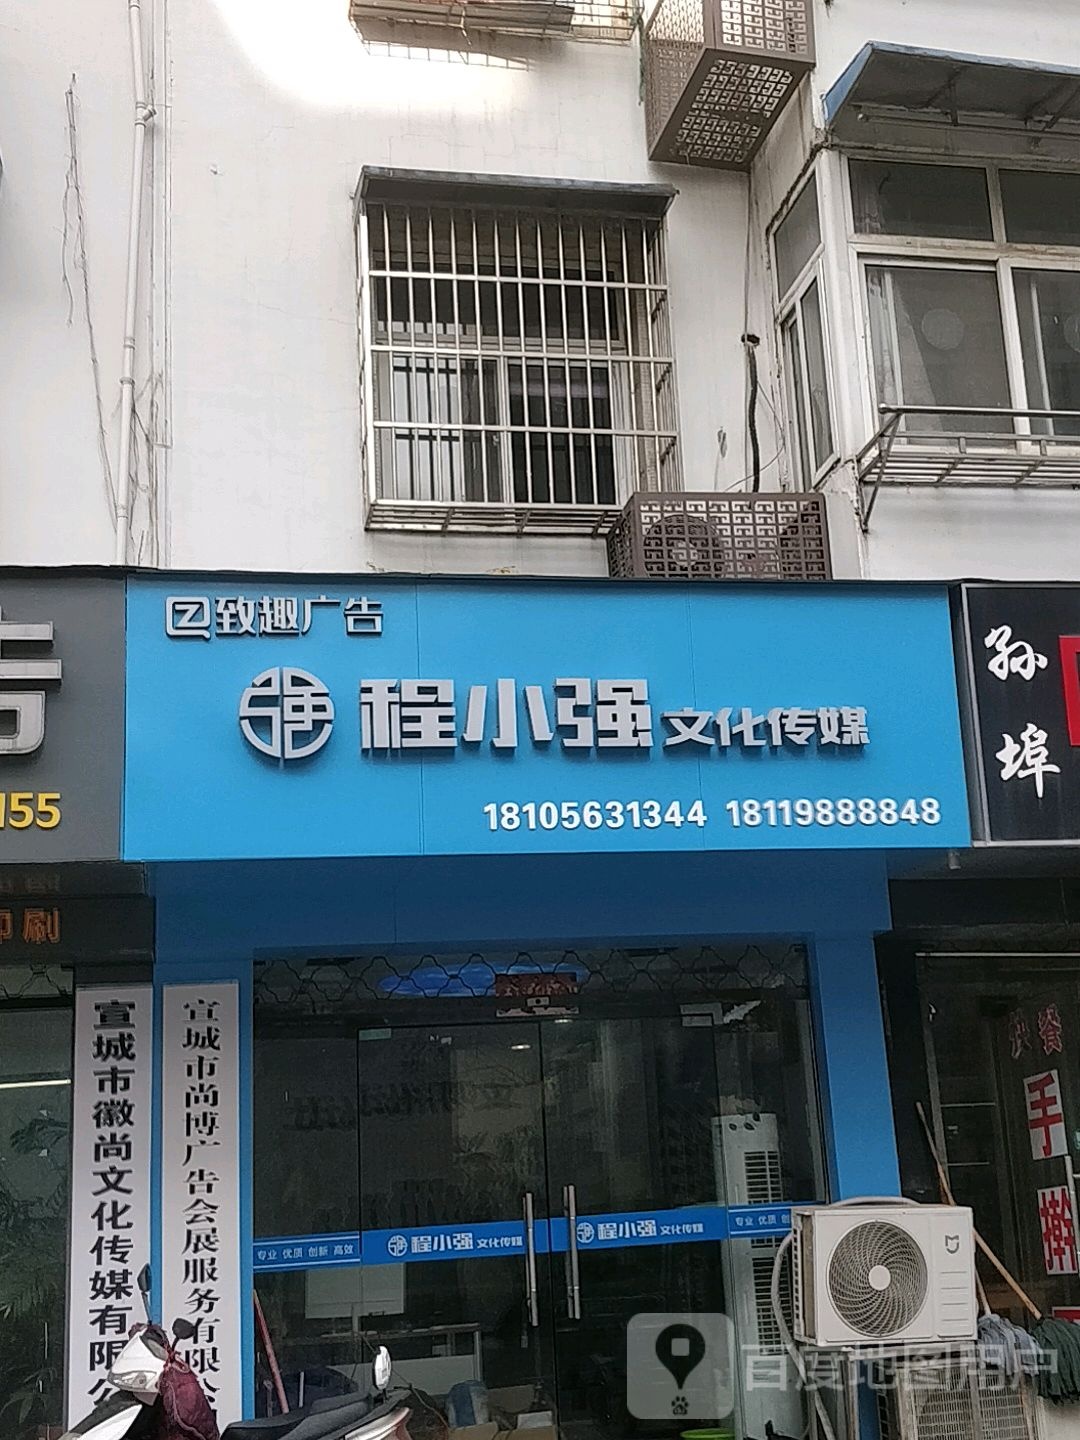 告
155
印刷
致趣广告
程小强文化传媒
18105631344 18119888848
孙
埠
宣城市徽尚文化传媒有限公
宣城市尚博广告会展服务有限公
专业 优质 创新 高效
程小强文化传媒
程小强文化传媒
专业 优质 创
快餐
手
擀
百度地图用户